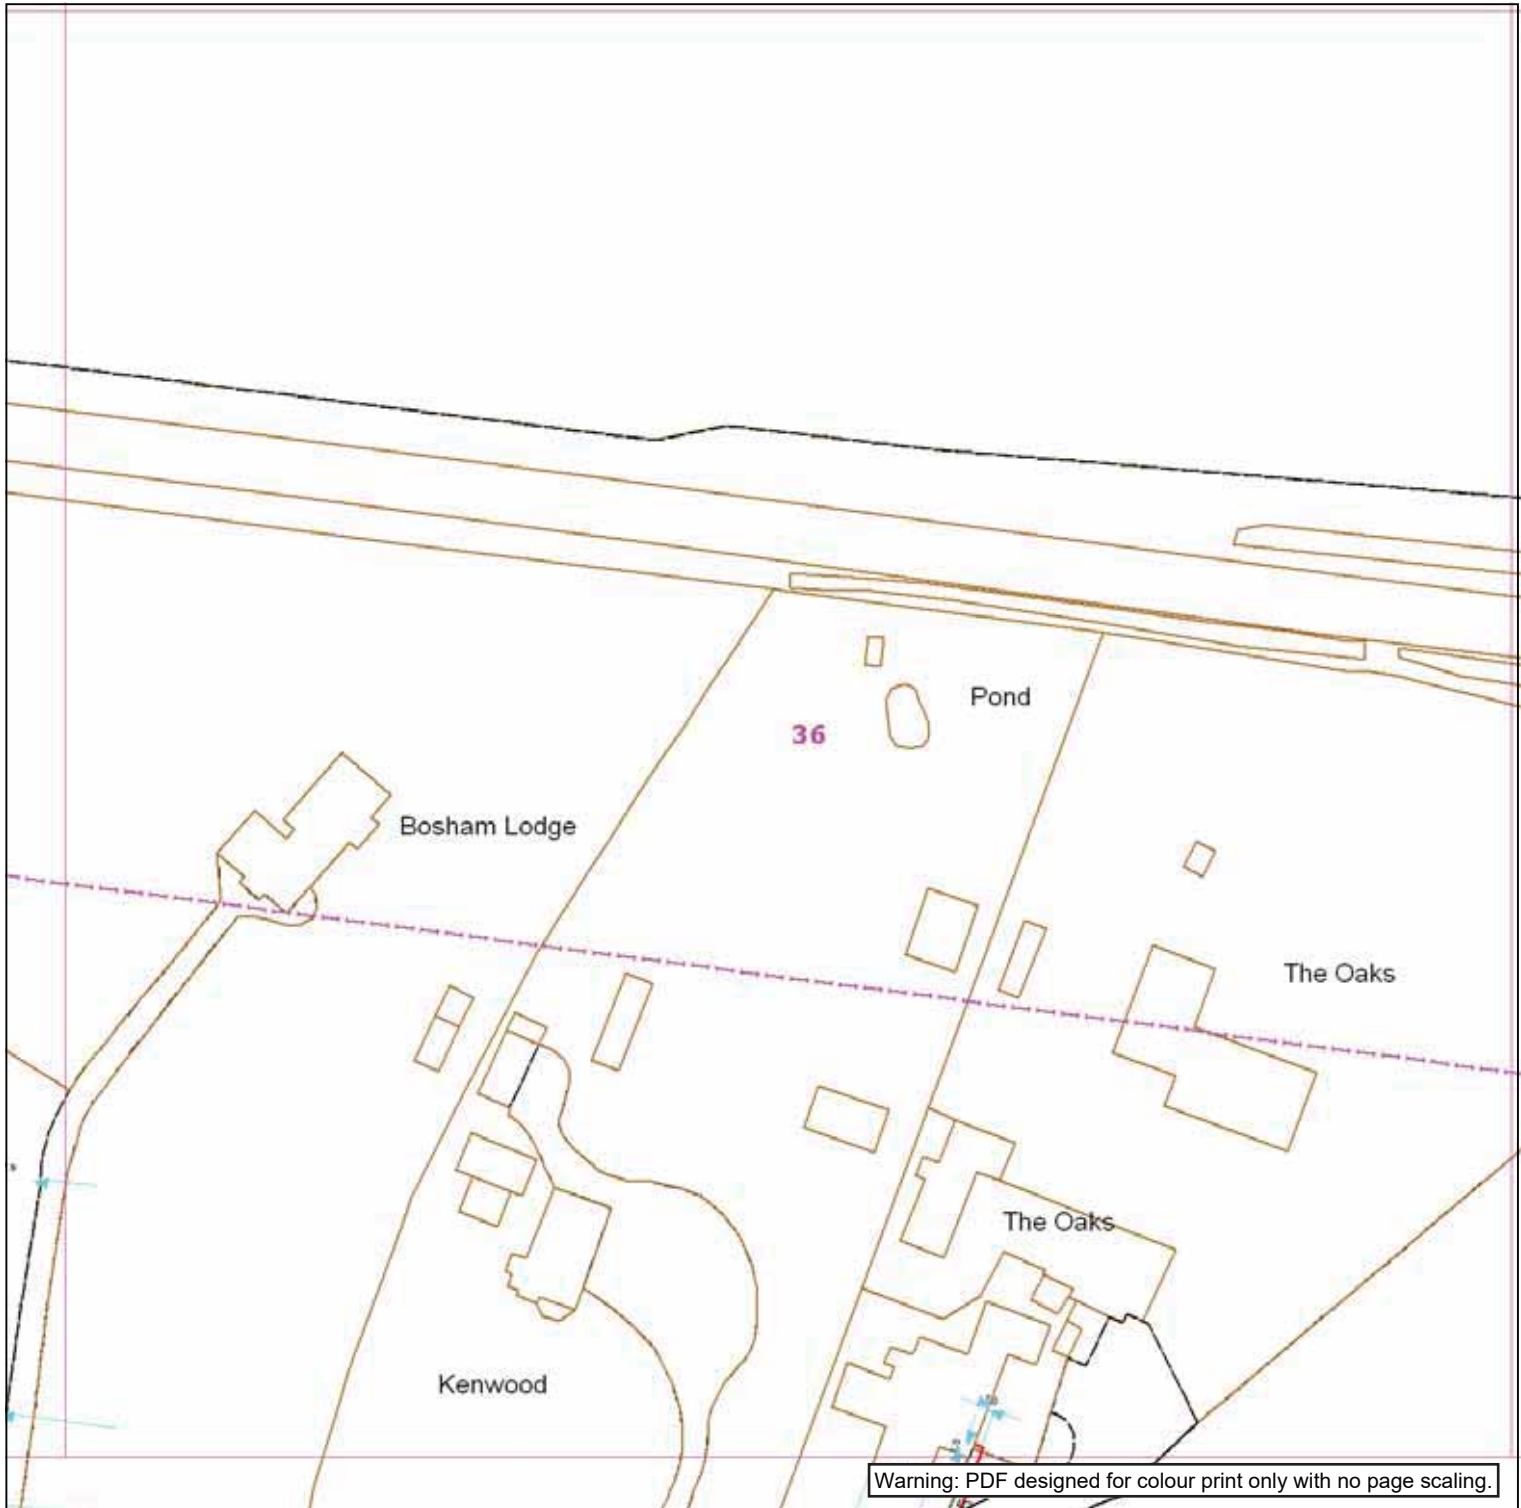 Pond
36
Bosham Lodge
The Oaks
The Oaks
Kenwood
Warning: PDF designed for colour print only with no page scaling.